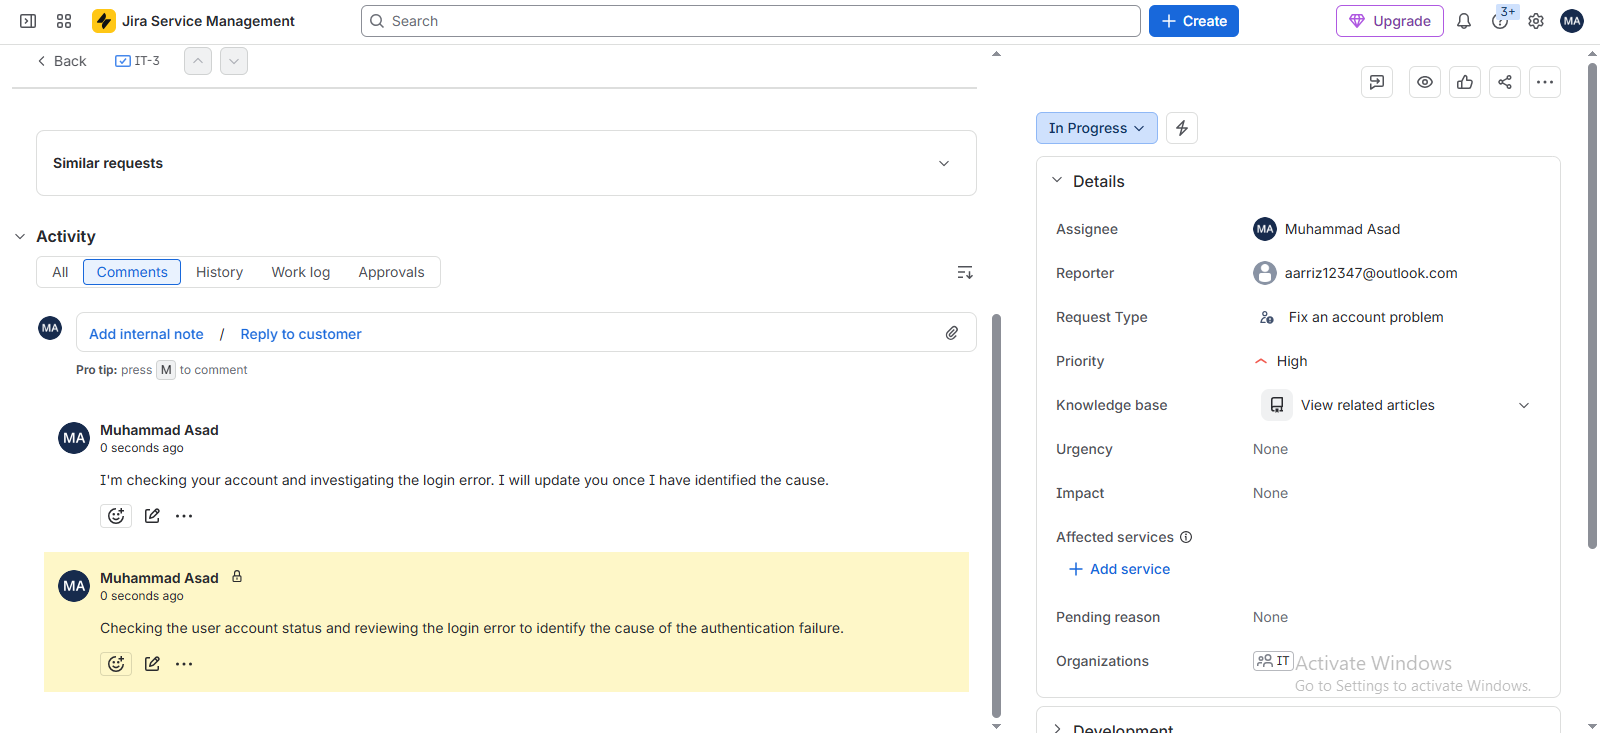 Jira Service Management
Search
Create
Upgrade
3+
MA
Back
IT-3
Similar requests
Activity
All
Comments
History
Work log
Approvals
MA
Add internal note / Reply to customer
Pro tip: press M to comment
MA
Muhammad Asad
0 seconds ago
I'm checking your account and investigating the login error. I will update you once I have identified the cause.
MA
Muhammad Asad
0 seconds ago
Checking the user account status and reviewing the login error to identify the cause of the authentication failure.
In Progress
Details
Assignee
MA Muhammad Asad
Reporter
aarriz12347@outlook.com
Request Type
Fix an account problem
Priority
High
Knowledge base
View related articles
Urgency
None
Impact
None
Affected services
Add service
Pending reason
None
Organizations
IT
Activate Windows
Go to Settings to activate Windows.
Development